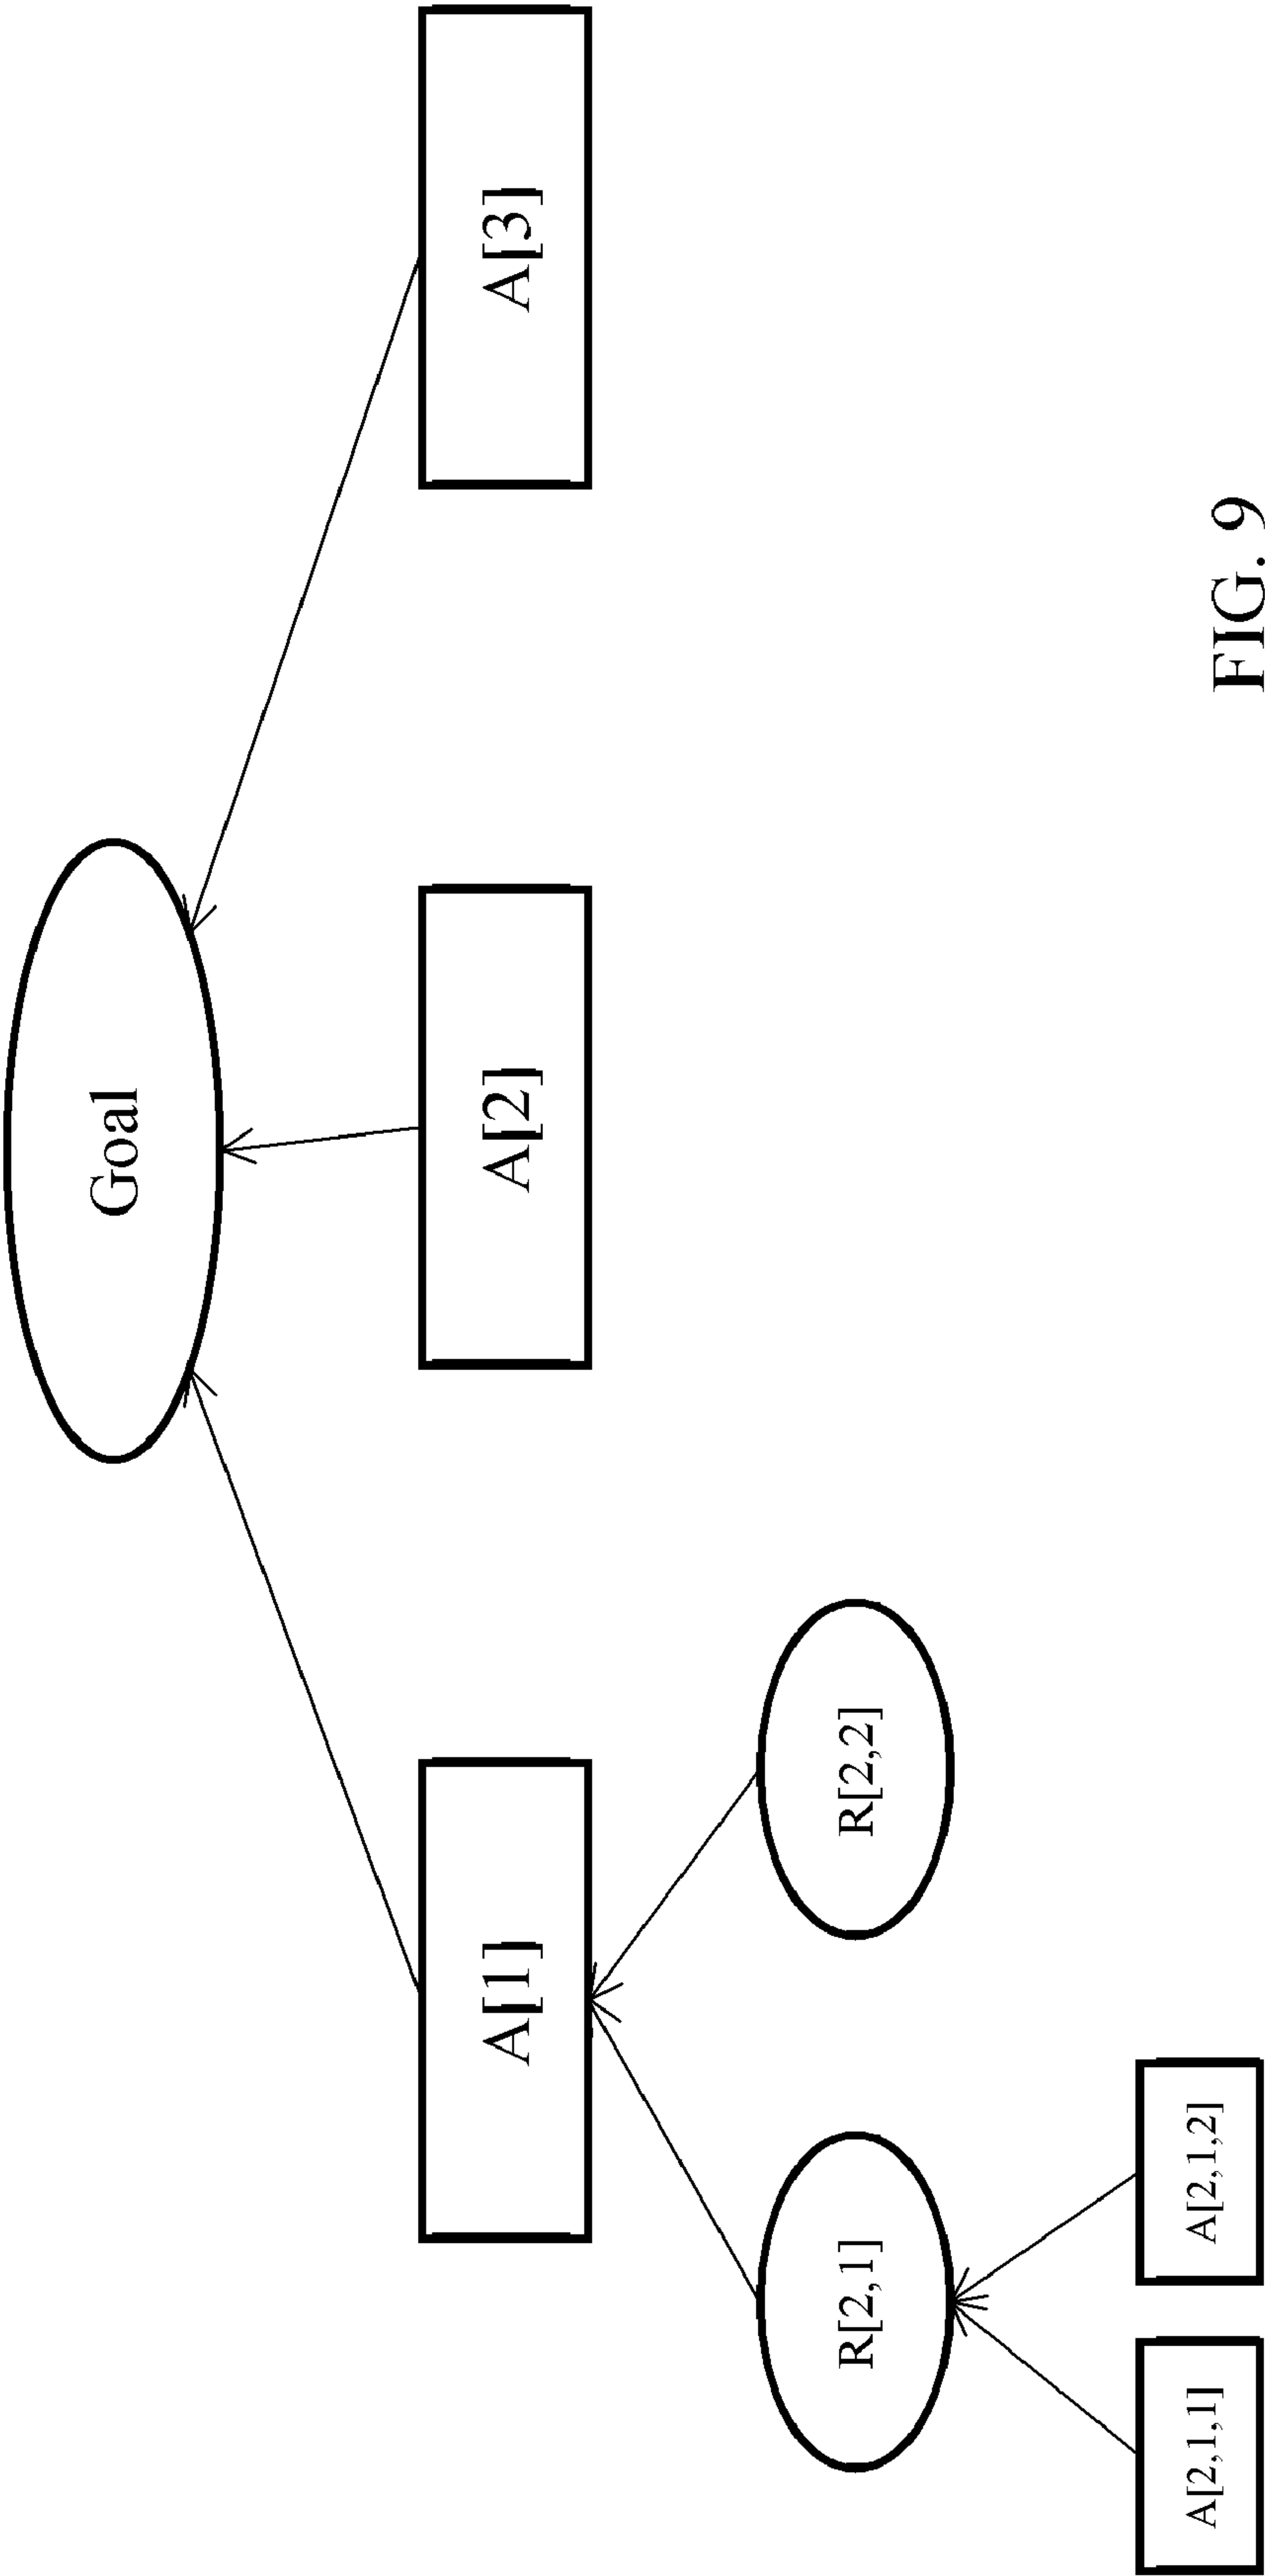 Goal
A[1]
A[2]
A[3]
R[2,1]
R[2,2]
A[2,1,1]
A[2,1,2]
FIG. 9